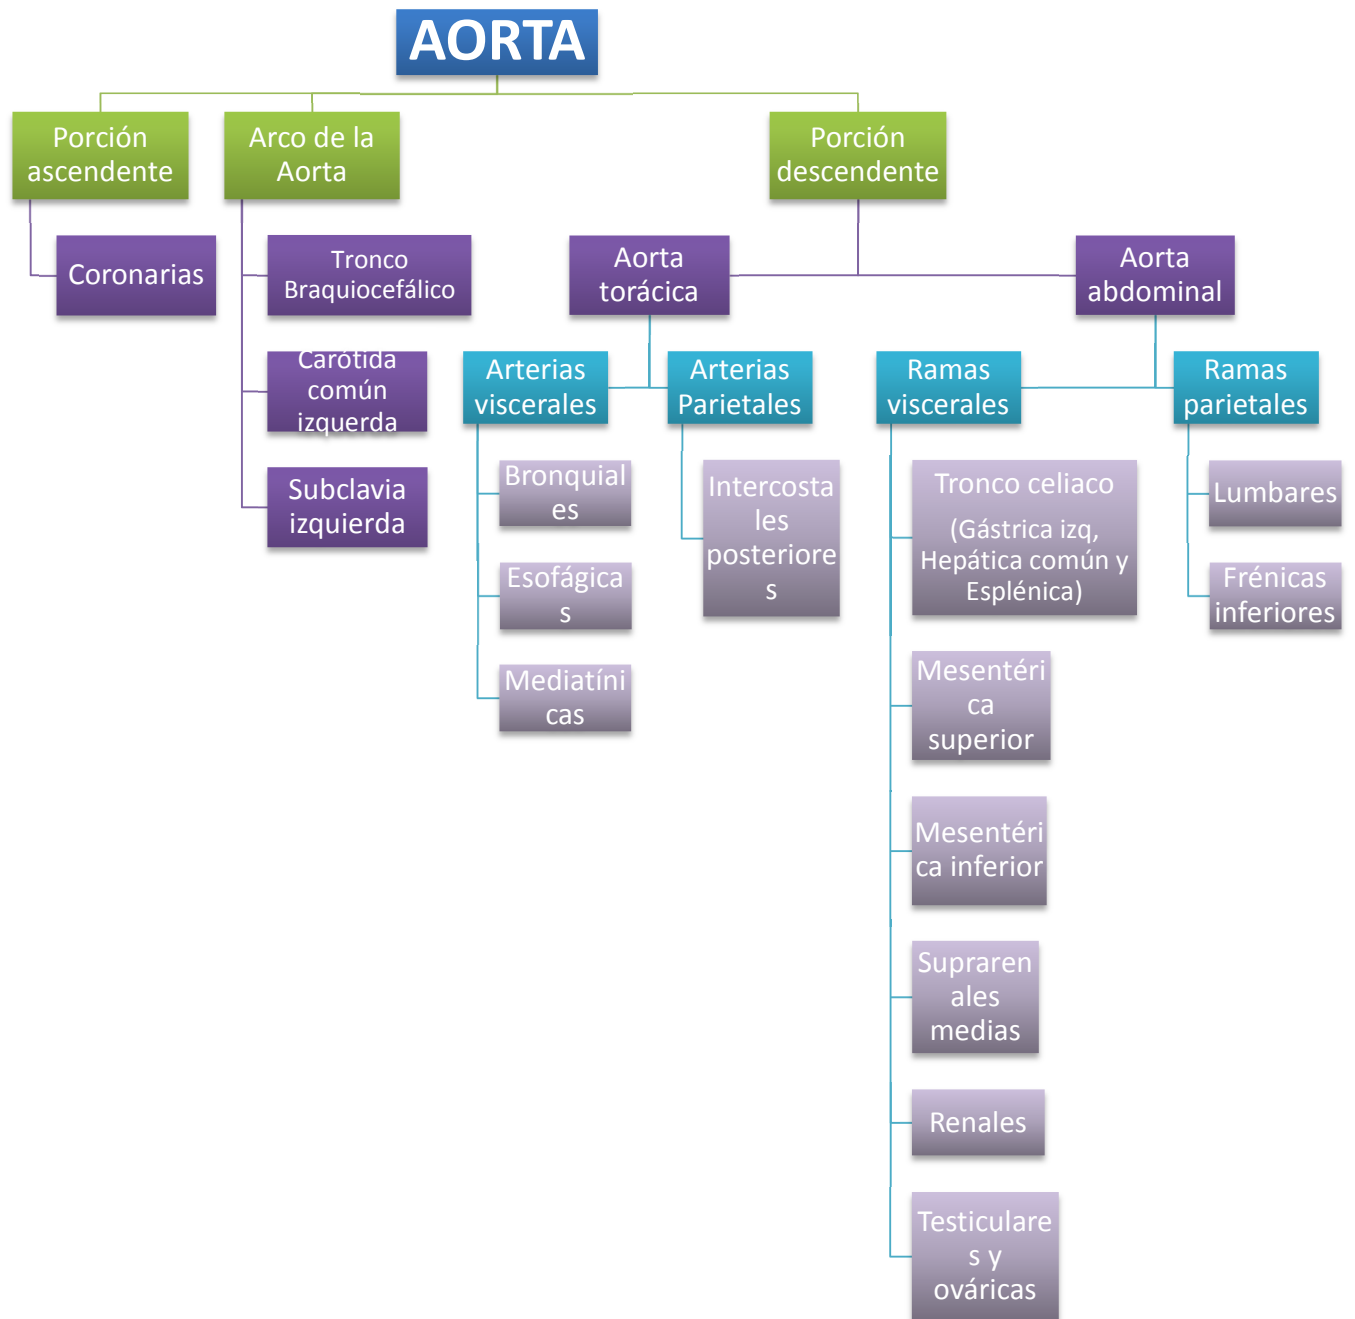 AORTA
Porción
ascendente
Arco de la
Aorta
Porción
descendente
Coronarias
Tronco
Braquiocefálico
Carótida
común
izquerda
Subclavia
izquierda
Aorta
torácica
Aorta
abdominal
Arterias
viscerales
Arterias
Parietales
Ramas
viscerales
Ramas
parietales
Bronquial
es
Esofágica
s
Mediatíni
cas
Intercosta
les
posteriore
s
Tronco celiaco
(Gástrica izq,
Hepática común y
Esplénica)
Mesentéri
ca
superior
Mesentéri
ca inferior
Supraren
ales
medias
Renales
Testiculare
s y
ováricas
Lumbares
Frénicas
inferiores